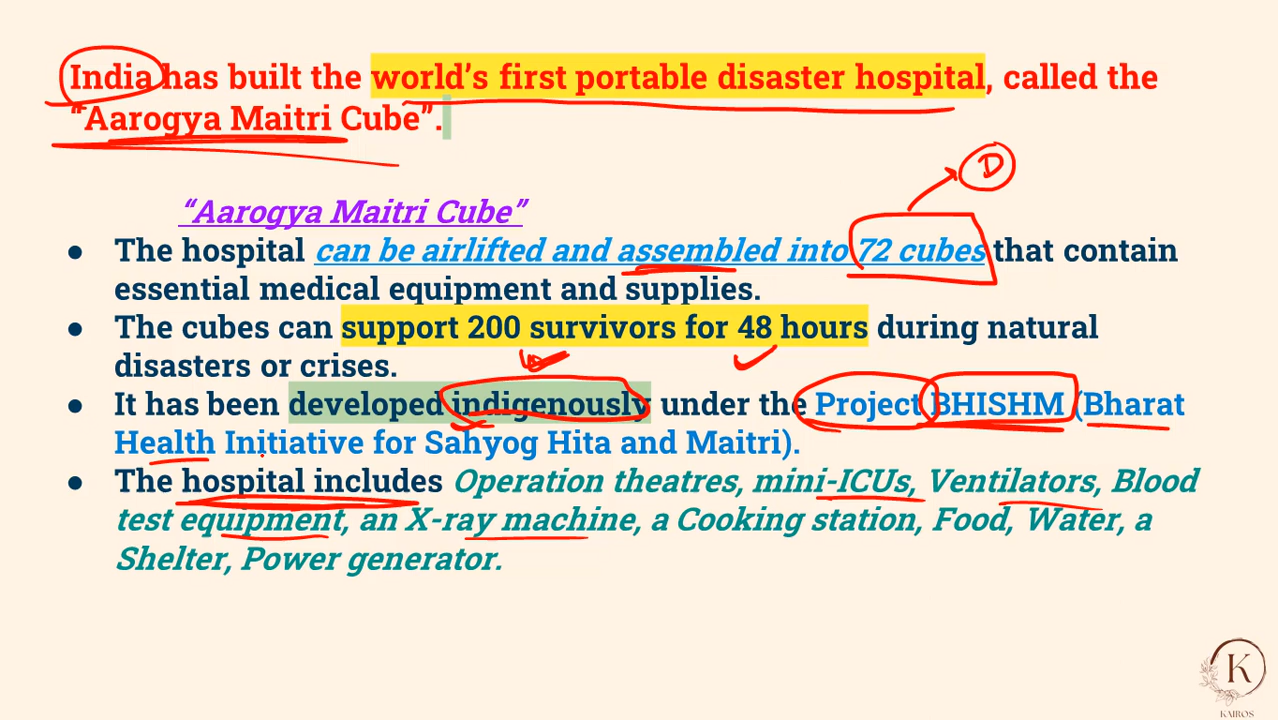 India has built the world's first portable disaster hospital, called the
“Aarogya Maitri Cube”.
D
“Aarogya Maitri Cube”
● The hospital can be airlifted and assembled into 72 cubes that contain
essential medical equipment and supplies.
● The cubes can support 200 survivors for 48 hours during natural
disasters or crises.
● It has been developed indigenously under the Project BHISHM (Bharat
Health Initiative for Sahyog Hita and Maitri).
● The hospital includes Operation theatres, mini-ICUs, Ventilators, Blood
test equipment, an X-ray machine, a Cooking station, Food, Water, a
Shelter, Power generator.
K
KAIROS